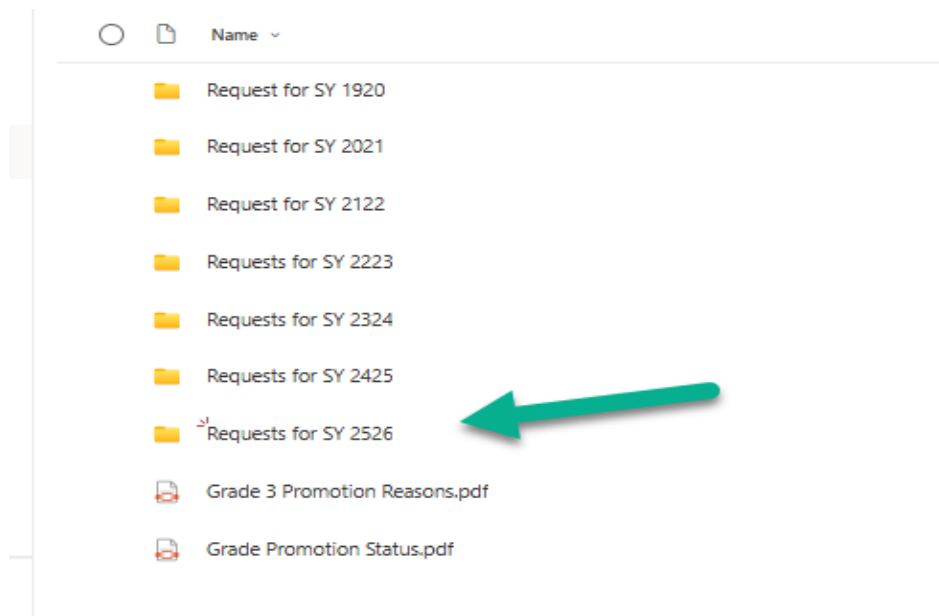 Name
Request for SY 1920
Request for SY 2021
Request for SY 2122
Requests for SY 2223
Requests for SY 2324
Requests for SY 2425
Requests for SY 2526
Grade 3 Promotion Reasons.pdf
Grade Promotion Status.pdf